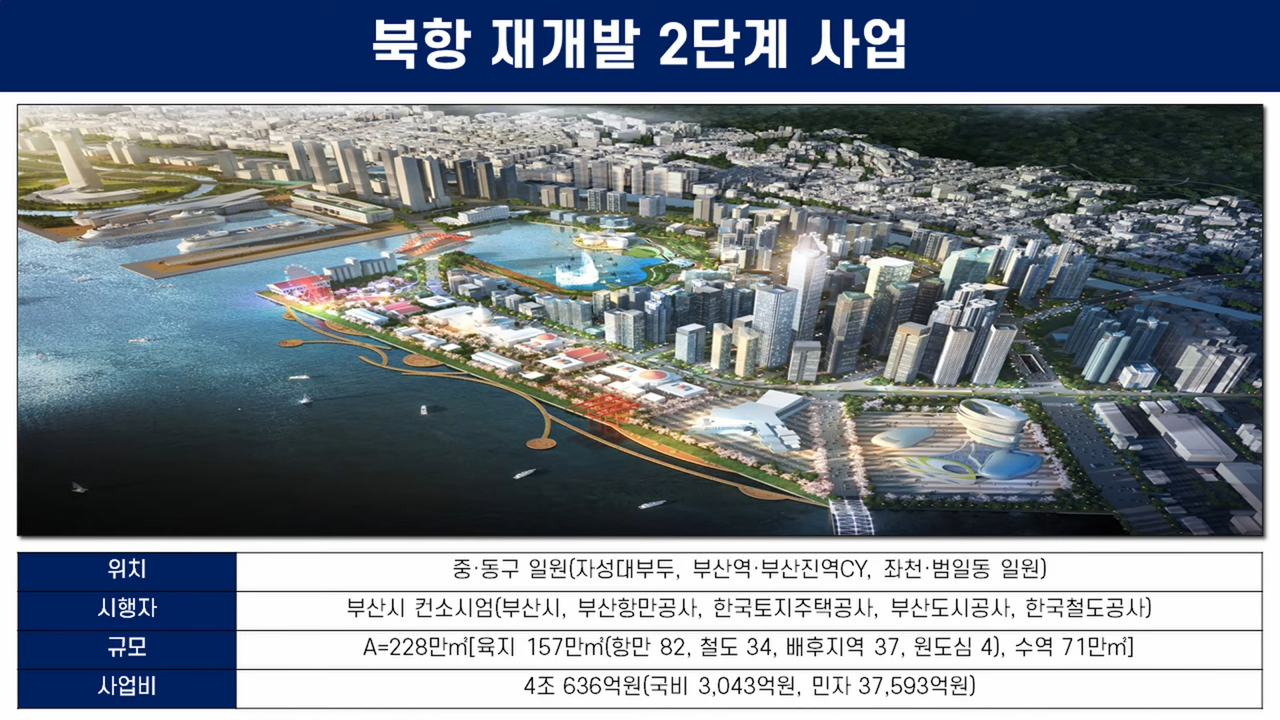 북항 재개발 2단계 사업
위치 중·동구 일원(자성대부두, 부산역·부산진역CY, 좌천·범일동 일원)
시행자 부산시 컨소시엄(부산시, 부산항만공사, 한국토지주택공사, 부산도시공사, 한국철도공사)
규모 A=228만㎡[육지 157만㎡(항만 82, 철도 34, 배후지역 37, 원도심 4), 수역 71만㎡]
사업비 4조 636억원(국비 3,043억원, 민자 37,593억원)